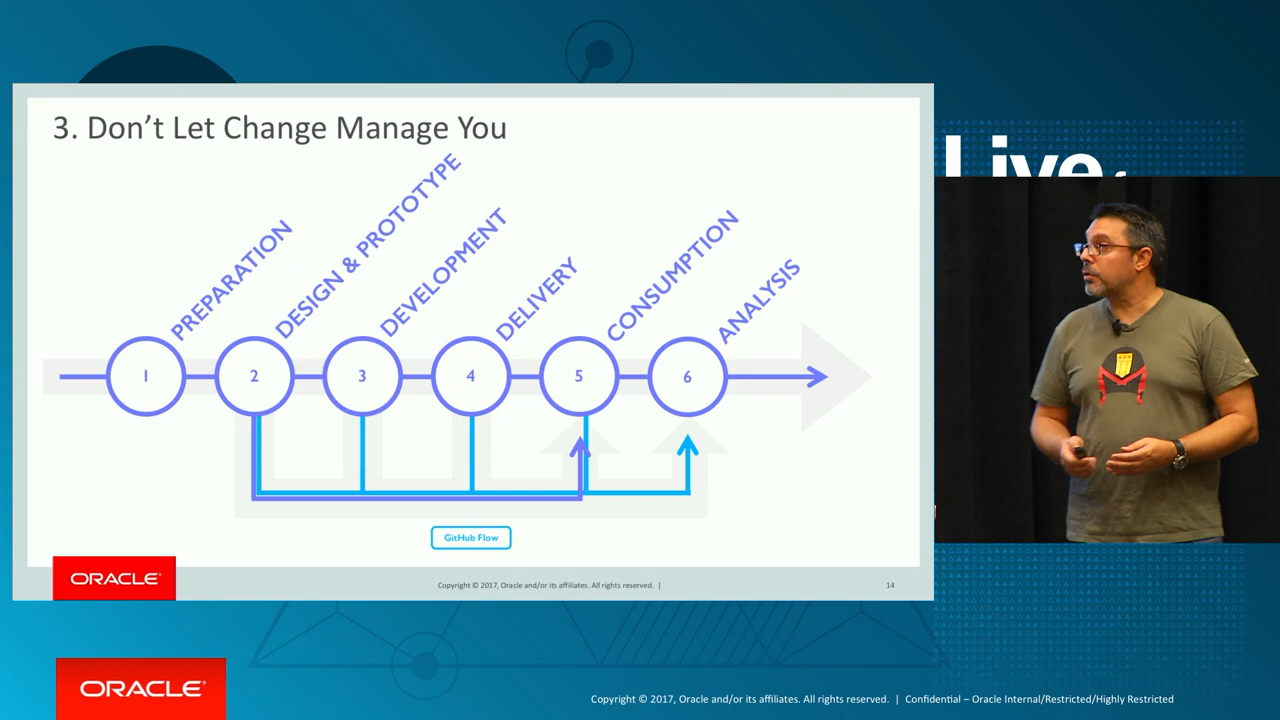 Live
3. Don't Let Change Manage You
PREPARATION
DESIGN & PROTOTYPE
DEVELOPMENT
DELIVERY
CONSUMPTION
ANALYSIS
1
2
3
4
5
6
GitHub Flow
ORACLE
Copyright © 2017, Oracle and/or its affiliates. All rights reserved. |
14
ORACLE
Copyright © 2017, Oracle and/or its affiliates. All rights reserved. | Confidential – Oracle Internal/Restricted/Highly Restricted